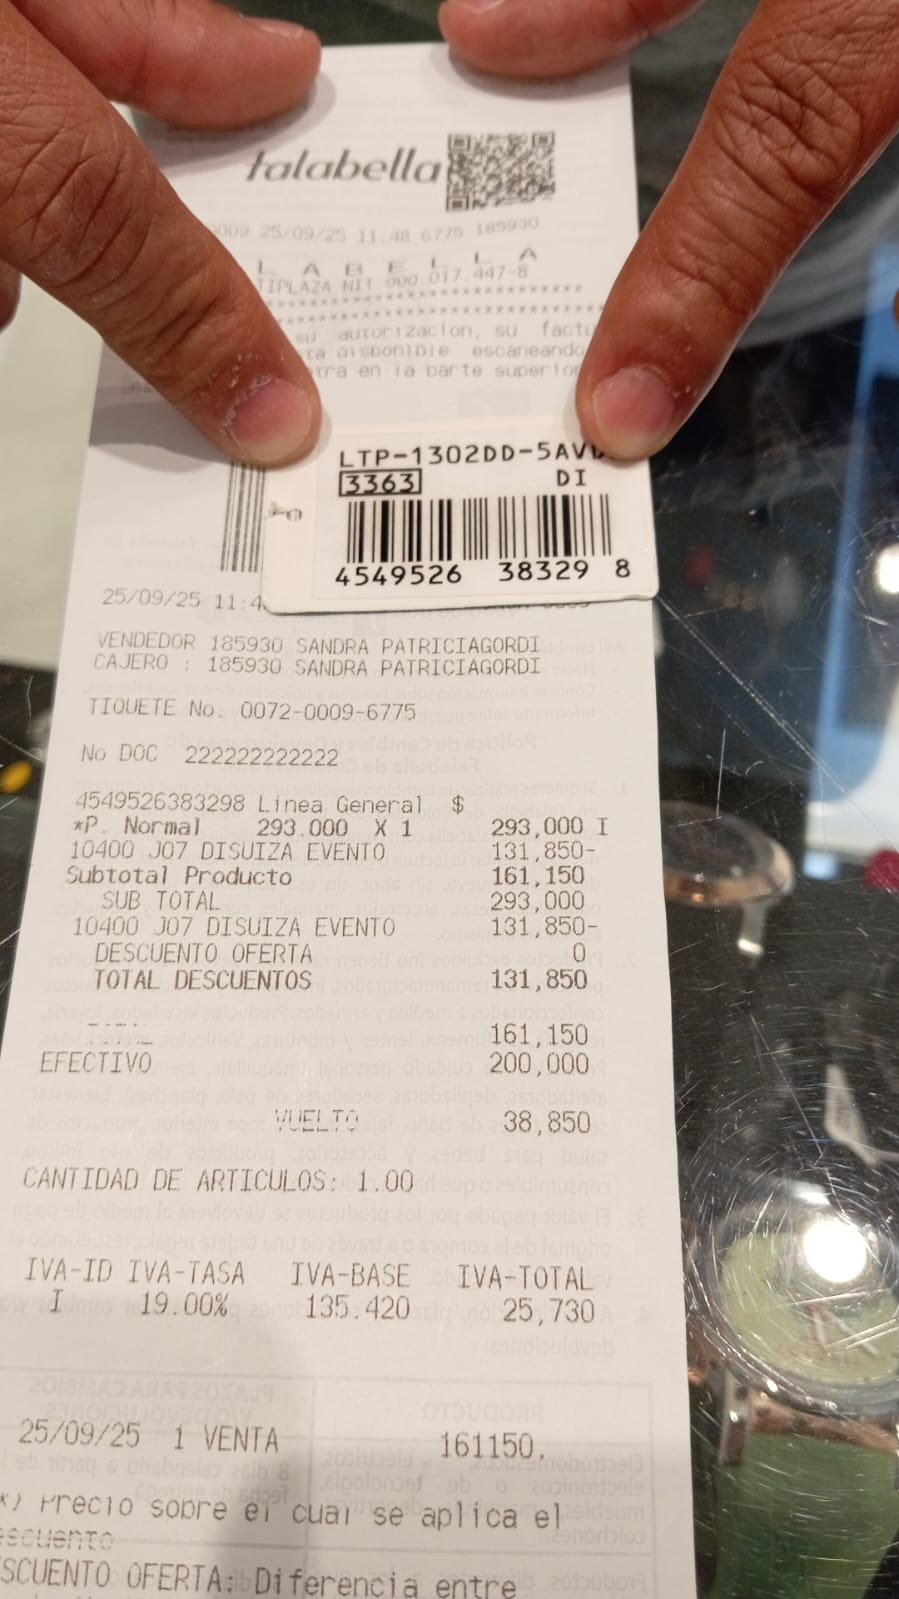 falabella
0009 25/09/25 11:48 6775 185930
L A B E L L A
TIPLAZA NIT 900.017.447-8
****************************
su autorizacion, su factu
ta disponible escaneando
tra en la parte superior
LTP-1302DD-5AV
3363 DI
4549526 38329 8
25/09/25 11:4
VENDEDOR 185930 SANDRA PATRICIAGORDI
CAJERO : 185930 SANDRA PATRICIAGORDI
TIQUETE No. 0072-0009-6775
No DOC 222222222222
4549526383298 Linea General $
*P. Normal 293.000 X 1 293,000 I
10400 J07 DISUIZA EVENTO 131,850-
Subtotal Producto 161,150
SUB TOTAL 293,000
10400 J07 DISUIZA EVENTO 131,850-
DESCUENTO OFERTA 0
TOTAL DESCUENTOS 131,850
161,150
EFECTIVO 200,000
VUELTO 38,850
CANTIDAD DE ARTICULOS: 1.00
IVA-ID IVA-TASA IVA-BASE IVA-TOTAL
I 19.00% 135.420 25,730
25/09/25 1 VENTA 161150.
*) Precio sobre el cual se aplica el
escuento
SCUENTO OFERTA: Diferencia entre